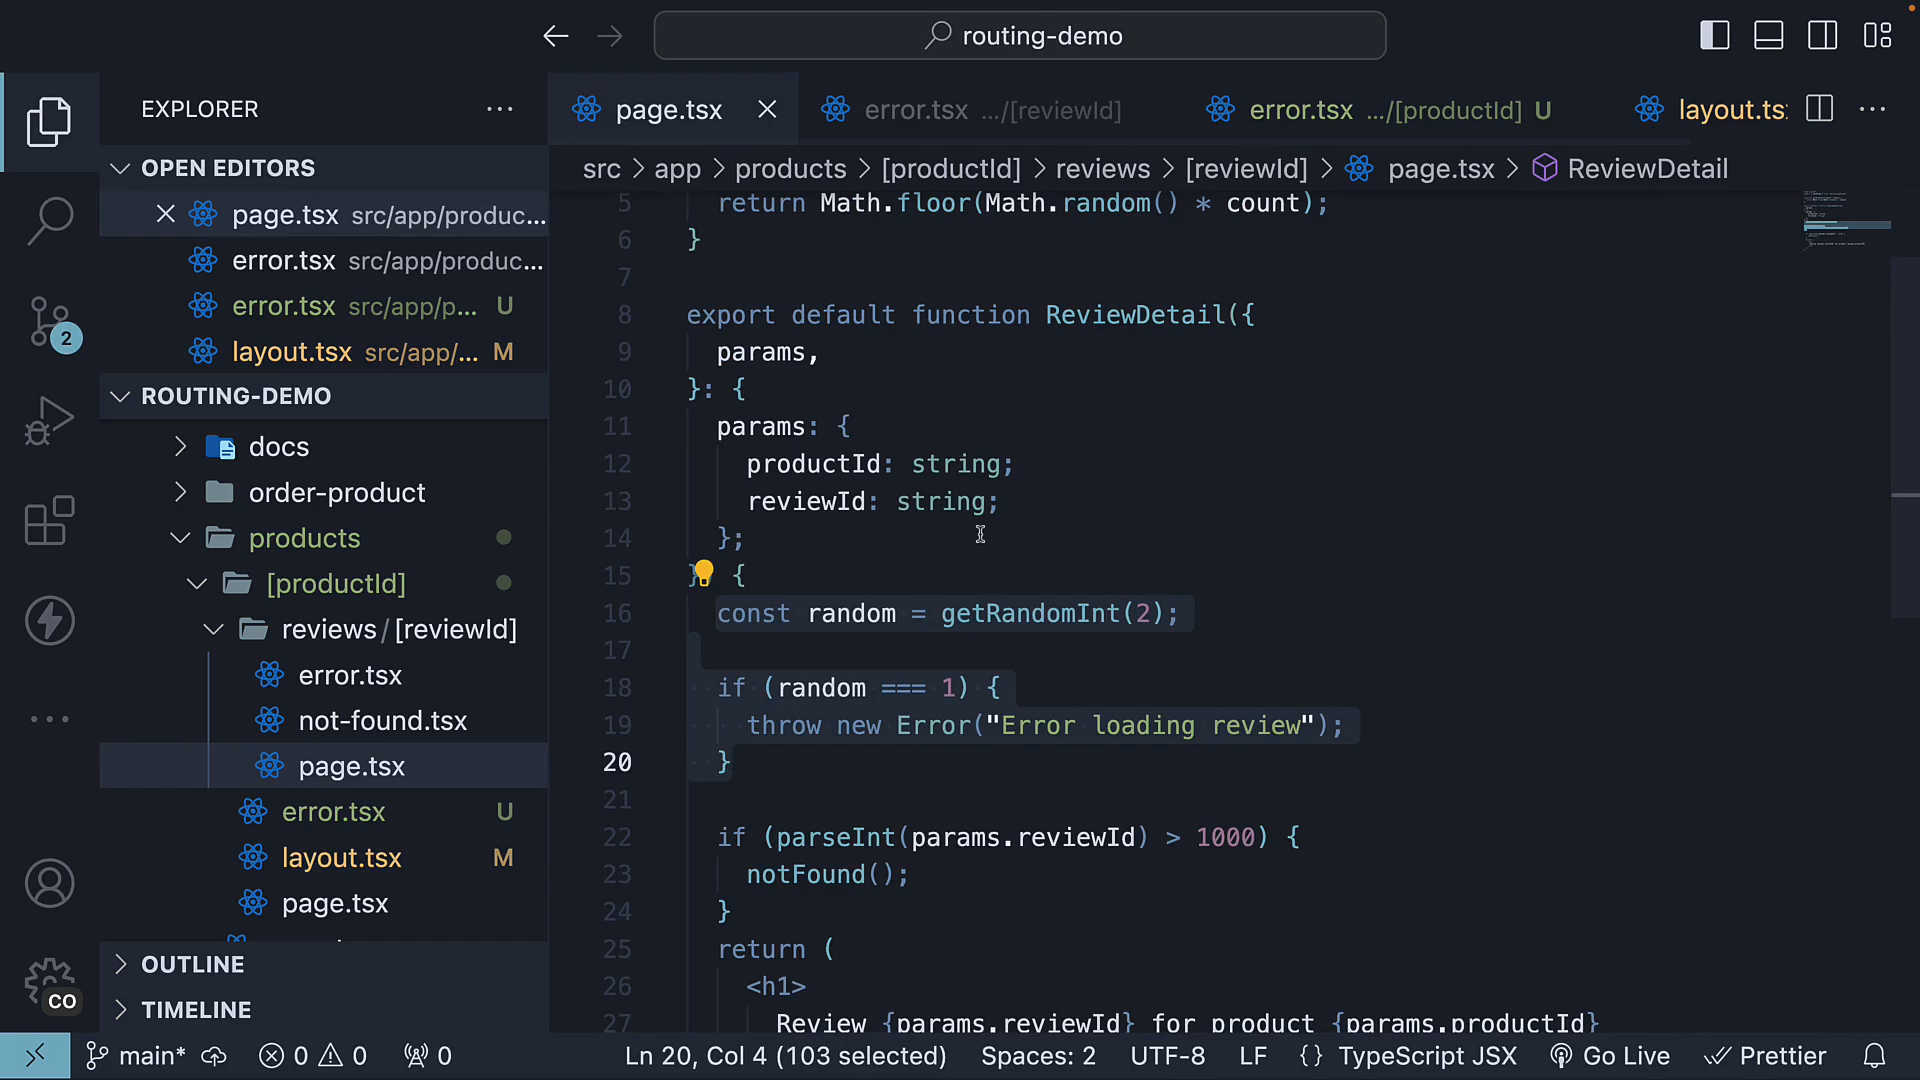 routing-demo
EXPLORER
OPEN EDITORS
page.tsx src/app/produc...
error.tsx src/app/produc...
error.tsx src/app/p... U
layout.tsx src/app/... M
ROUTING-DEMO
docs
order-product
products
[productId]
reviews / [reviewId]
error.tsx
not-found.tsx
page.tsx
error.tsx U
layout.tsx M
page.tsx
OUTLINE
TIMELINE
2
CO
page.tsx
error.tsx .../[reviewId]
error.tsx .../[productId] U
layout.ts
src > app > products > [productId] > reviews > [reviewId] > page.tsx > ReviewDetail
5 return Math.floor(Math.random() * count);
6 }
7
8 export default function ReviewDetail({
9 params,
10 }: {
11 params: {
12 productId: string;
13 reviewId: string;
14 };
15 }) {
16 const random = getRandomInt(2);
17
18 if (random === 1) {
19 throw new Error("Error loading review");
20 }
21
22 if (parseInt(params.reviewId) > 1000) {
23 notFound();
24 }
25 return (
26 <h1>
27 Review {params.reviewId} for product {params.productId}
main* 0 0 0 Ln 20, Col 4 (103 selected) Spaces: 2 UTF-8 LF {} TypeScript JSX Go Live Prettier